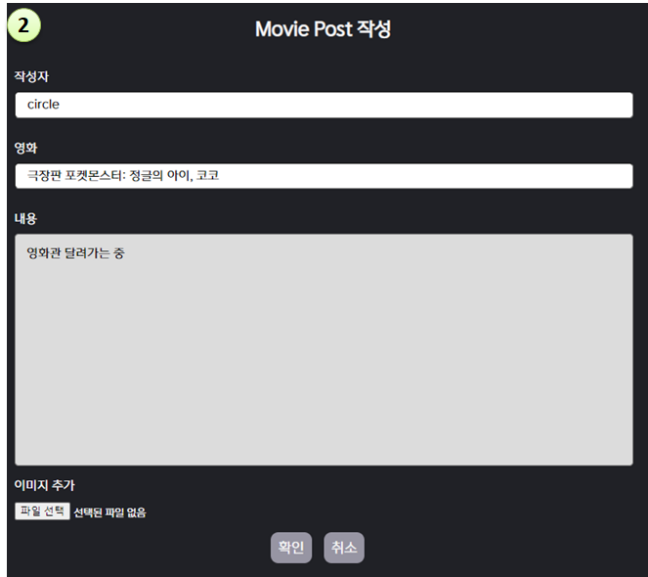 2
Movie Post 작성
작성자
circle
영화
극장판 포켓몬스터: 정글의 아이, 코코
내용
영화관 달려가는 중
이미지 추가
파일 선택 선택된 파일 없음
확인 취소